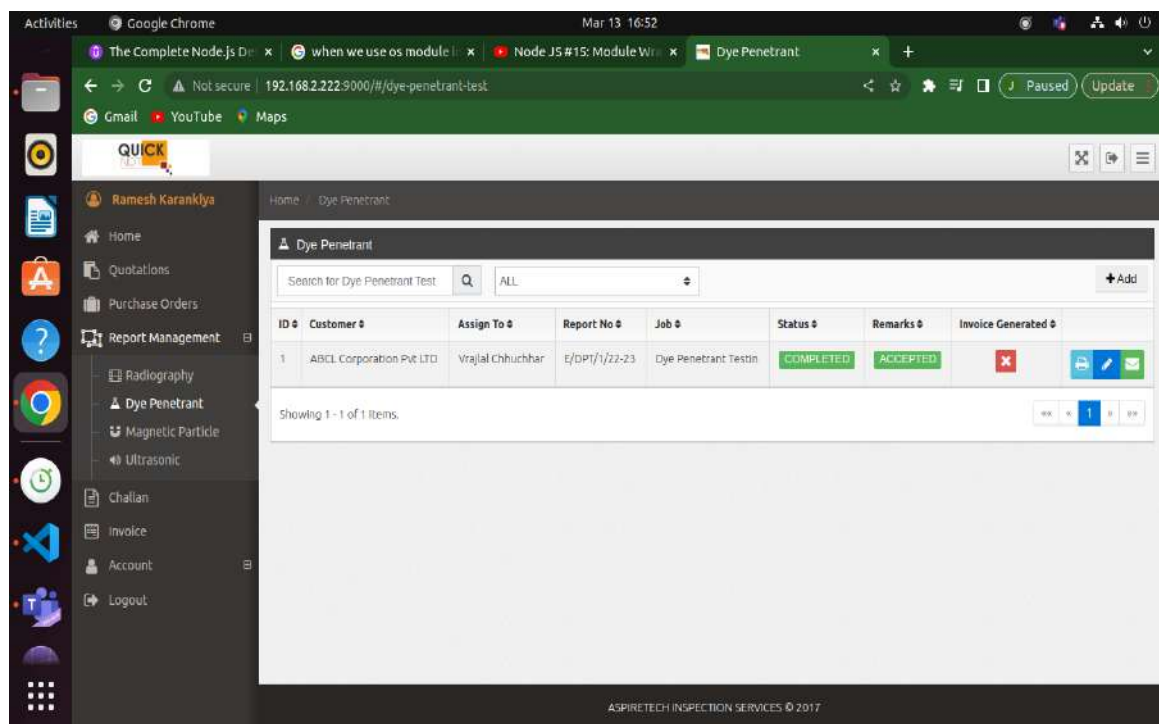 Activities Google Chrome Mar 13 16:52
The Complete Node.js De when we use os module i Node JS #15: Module Wra Dye Penetrant
Not secure 192.168.2.222:9000/#/dye-penetrant-test Paused Update
Gmail YouTube Maps
QUICK
Ramesh Karankiya
Home / Dye Penetrant
Home
Quotations
Purchase Orders
Report Management
Radiography
Dye Penetrant
Magnetic Particle
Ultrasonic
Challan
Invoice
Account
Logout
Dye Penetrant
Search for Dye Penetrant Test ALL +Add
ID Customer Assign To Report No Job Status Remarks Invoice Generated
1 ABCL Corporation Pvt LTD Vrajlal Chhuchhar E/DPT/1/22-23 Dye Penetrant Testin COMPLETED ACCEPTED
Showing 1 - 1 of 1 items. «« « 1 » »»
ASPIRETECH INSPECTION SERVICES © 2017